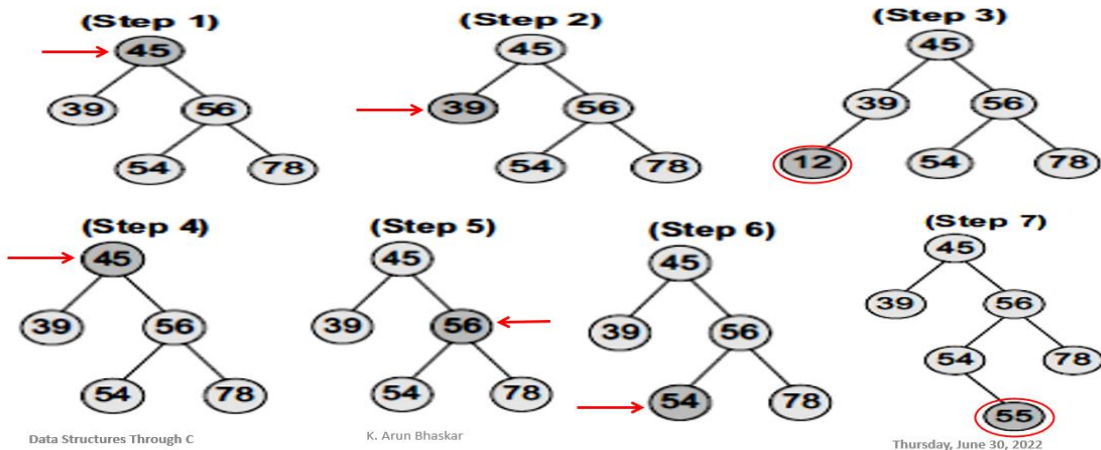 (Step 1)
45
39 56
54 78
(Step 2)
45
39 56
54 78
(Step 3)
45
39 56
12 54 78
(Step 4)
45
39 56
54 78
(Step 5)
45
39 56
54 78
(Step 6)
45
39 56
54 78
(Step 7)
45
39 56
54 78
55
Data Structures Through C
K. Arun Bhaskar
Thursday, June 30, 2022